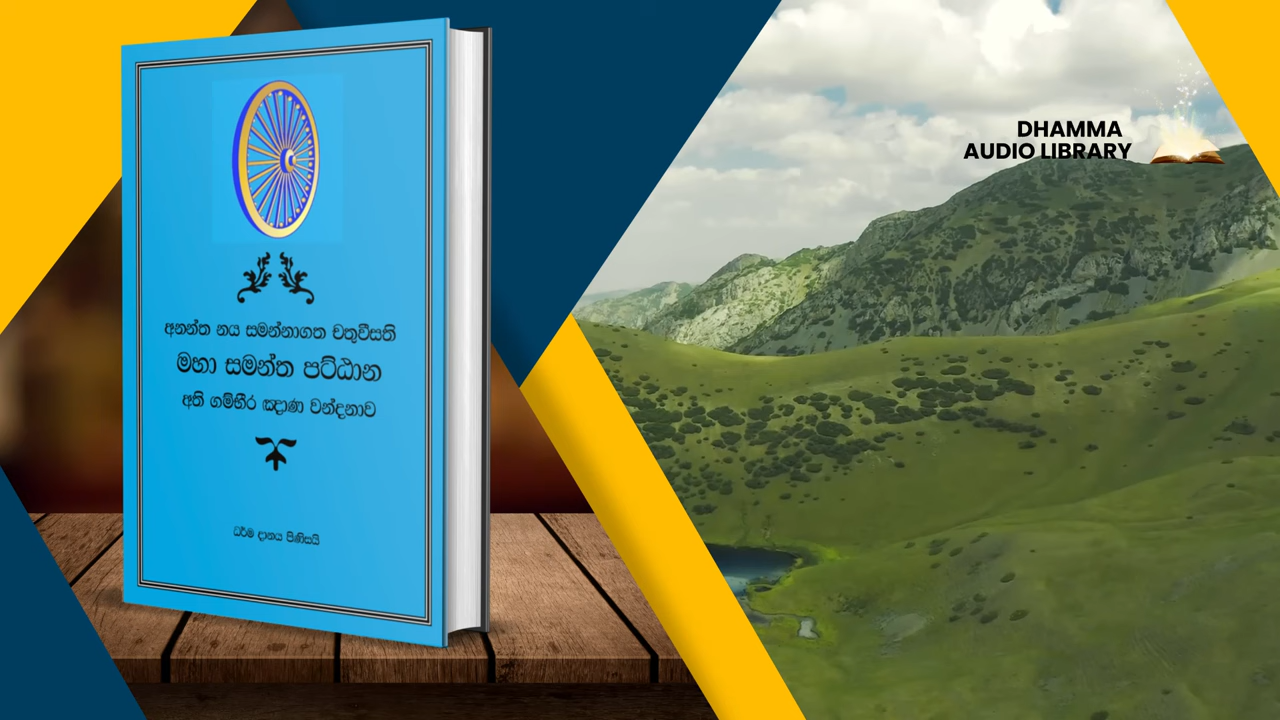 අනන්ත නය සමන්නාගත චතුවීසති
මහා සමන්ත පට්ඨාන
අති ගම්භීර ඤාණ වන්දනාව
ධර්ම දානය පිණිසයි
DHAMMA
AUDIO LIBRARY